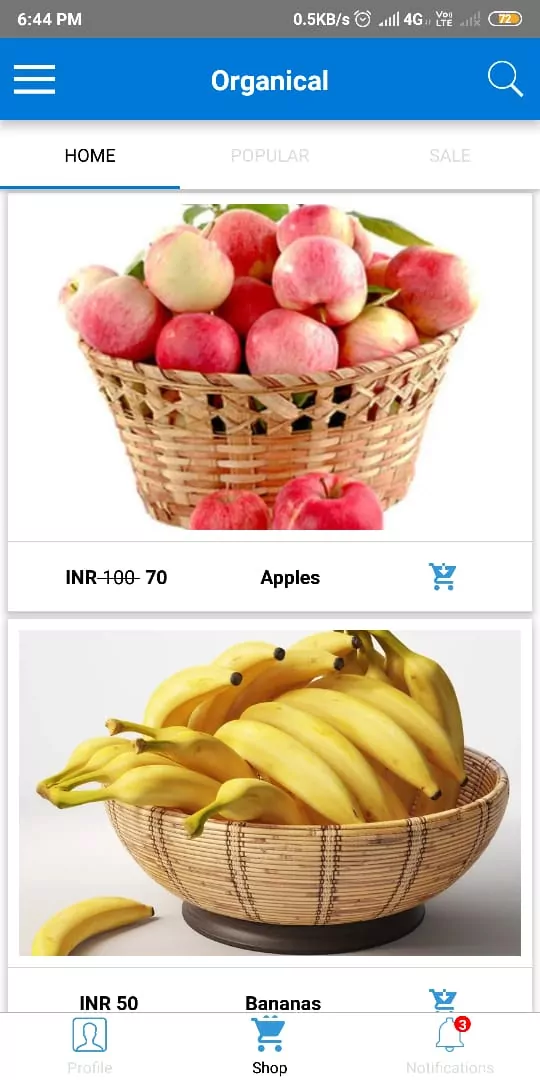 6:44 PM 0.5KB/s 4G Vo) LTE 72
Organical
HOME POPULAR SALE
INR 100 70 Apples
INR 50 Bananas
3
Profile Shop Notifications